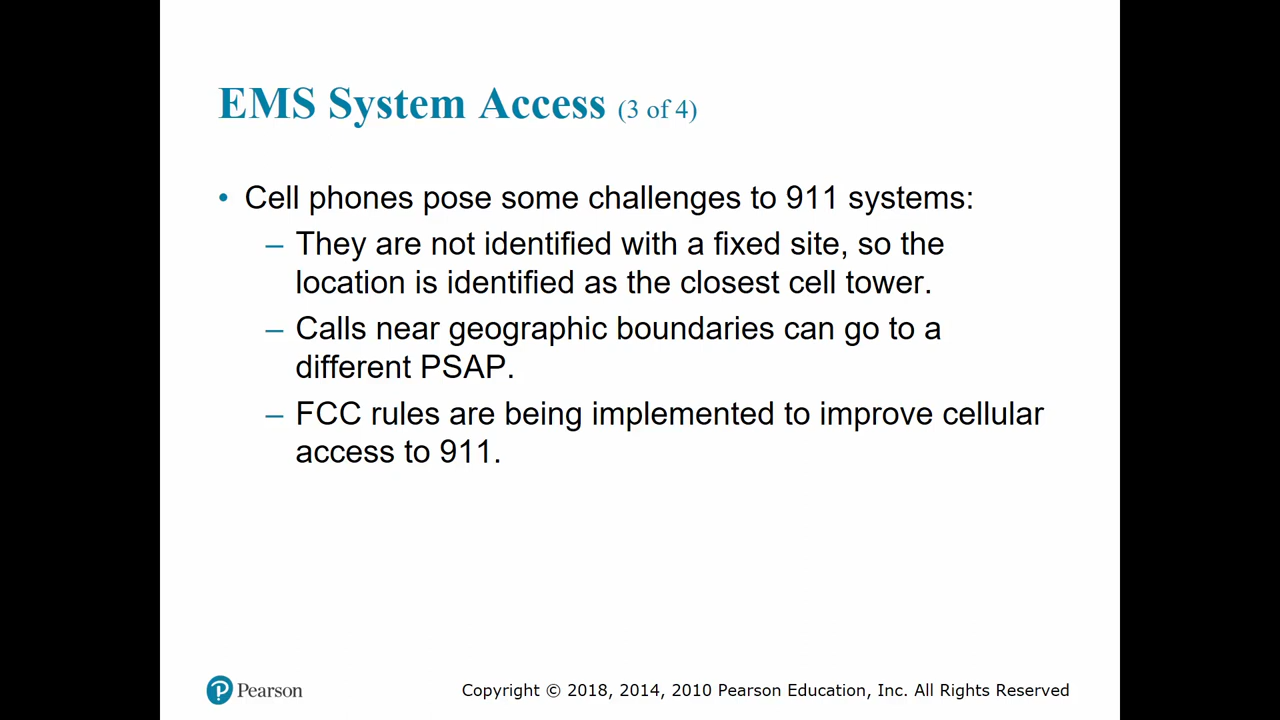 EMS System Access (3 of 4)
• Cell phones pose some challenges to 911 systems:
– They are not identified with a fixed site, so the
location is identified as the closest cell tower.
– Calls near geographic boundaries can go to a
different PSAP.
– FCC rules are being implemented to improve cellular
access to 911.
P Pearson
Copyright © 2018, 2014, 2010 Pearson Education, Inc. All Rights Reserved